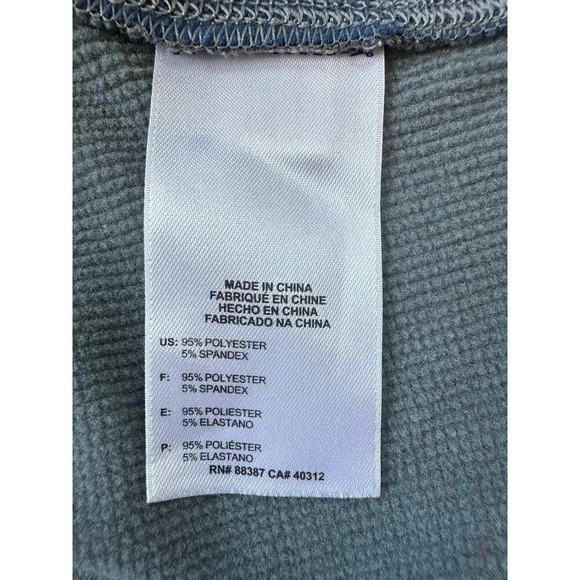 MADE IN CHINA
FABRIQUÉ EN CHINE
HECHO EN CHINA
FABRICADO NA CHINA
US: 95% POLYESTER
5% SPANDEX
F: 95% POLYESTER
5% SPANDEX
E: 95% POLIESTER
5% ELASTANO
P: 95% POLIÉSTER
5% ELASTANO
RN# 88387 CA# 40312